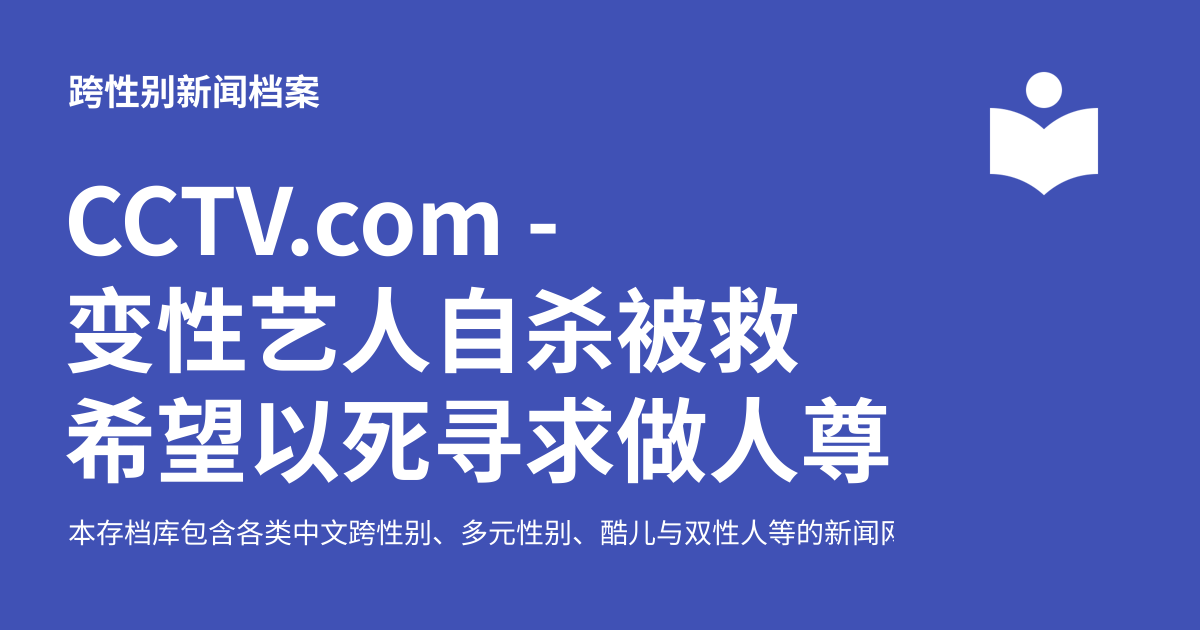 跨性别新闻档案
CCTV.com -
变性艺人自杀被救
希望以死寻求做人尊
本存档库包含各类中文跨性别、多元性别、酷儿与双性人等的新闻